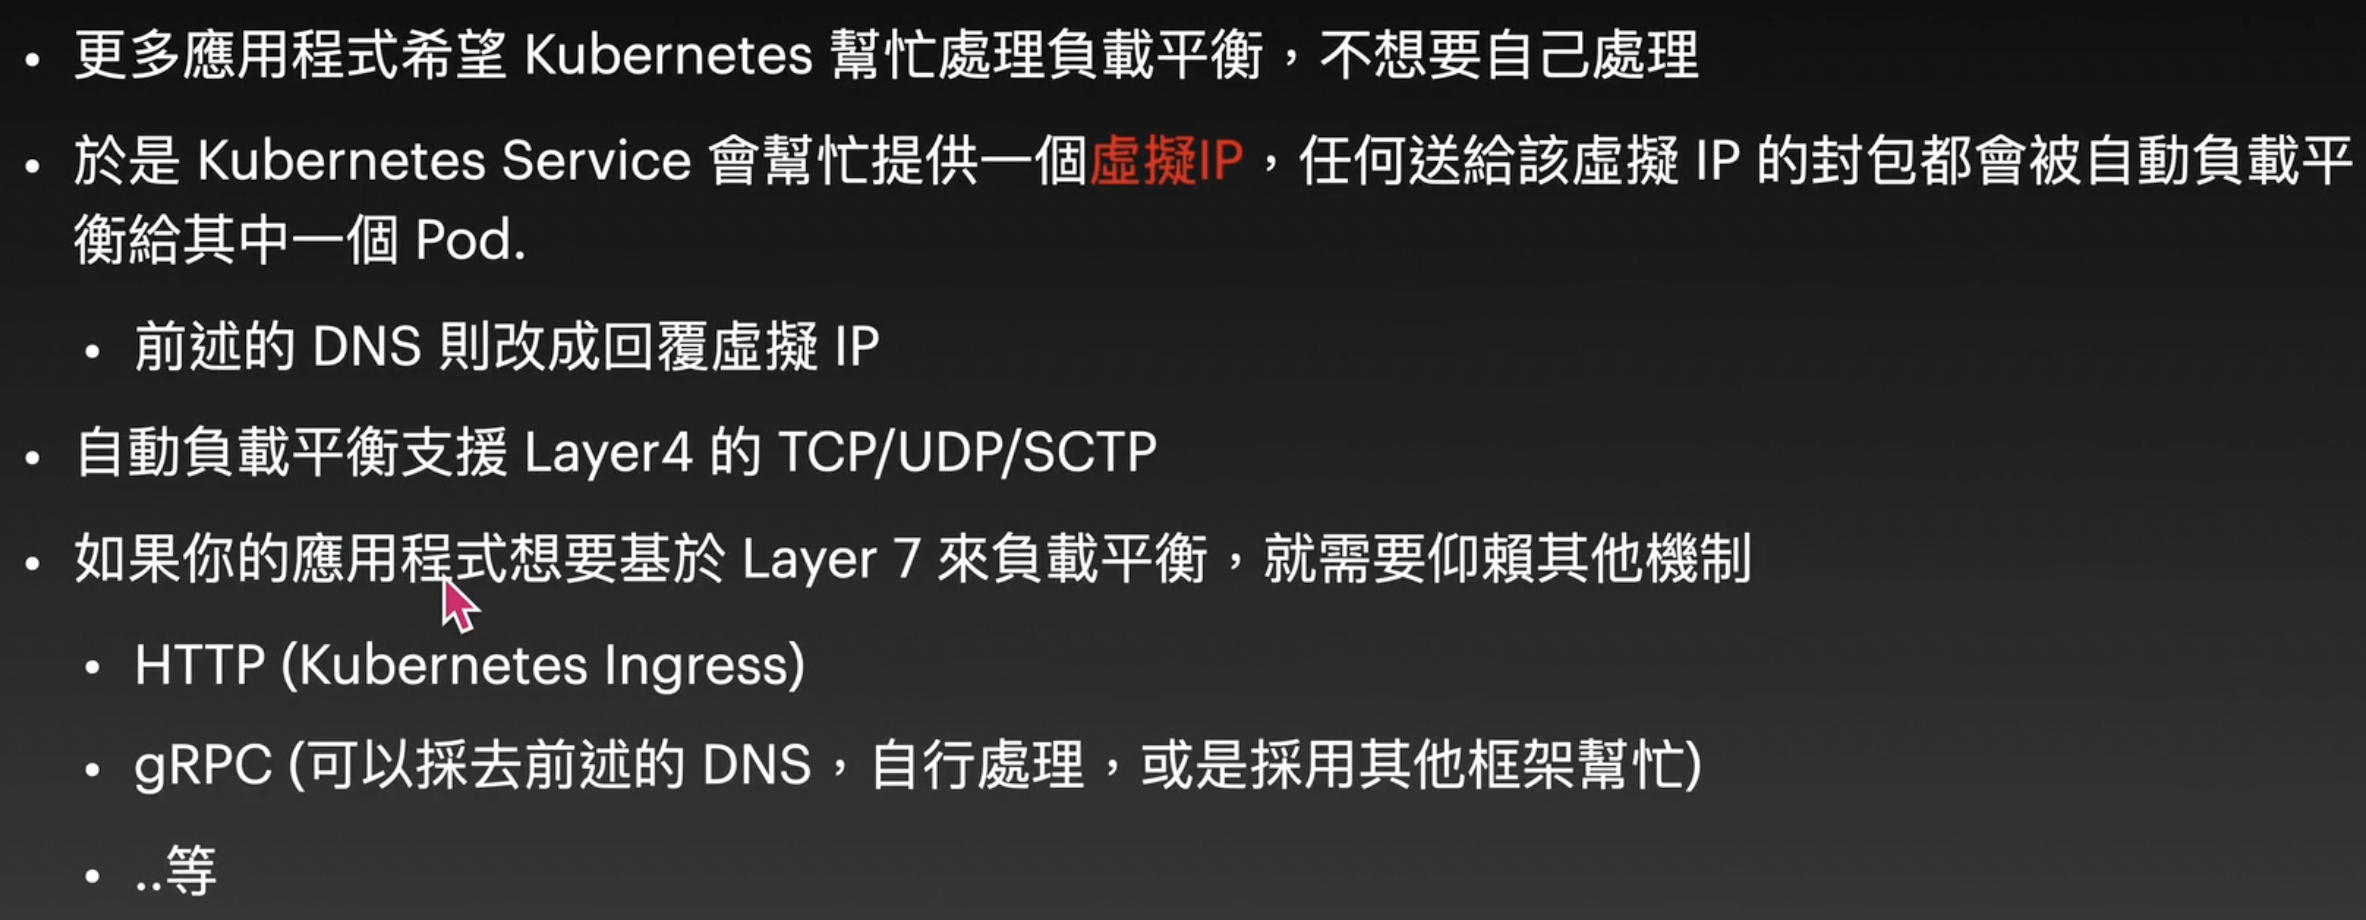 • 更多應用程式希望 Kubernetes 幫忙處理負載平衡，不想要自己處理
• 於是 Kubernetes Service 會幫忙提供一個虛擬IP，任何送給該虛擬 IP 的封包都會被自動負載平
衡給其中一個 Pod.
• 前述的 DNS 則改成回覆虛擬 IP
• 自動負載平衡支援 Layer4 的 TCP/UDP/SCTP
• 如果你的應用程式想要基於 Layer 7 來負載平衡，就需要仰賴其他機制
• HTTP (Kubernetes Ingress)
• gRPC (可以採去前述的 DNS，自行處理，或是採用其他框架幫忙)
• ..等